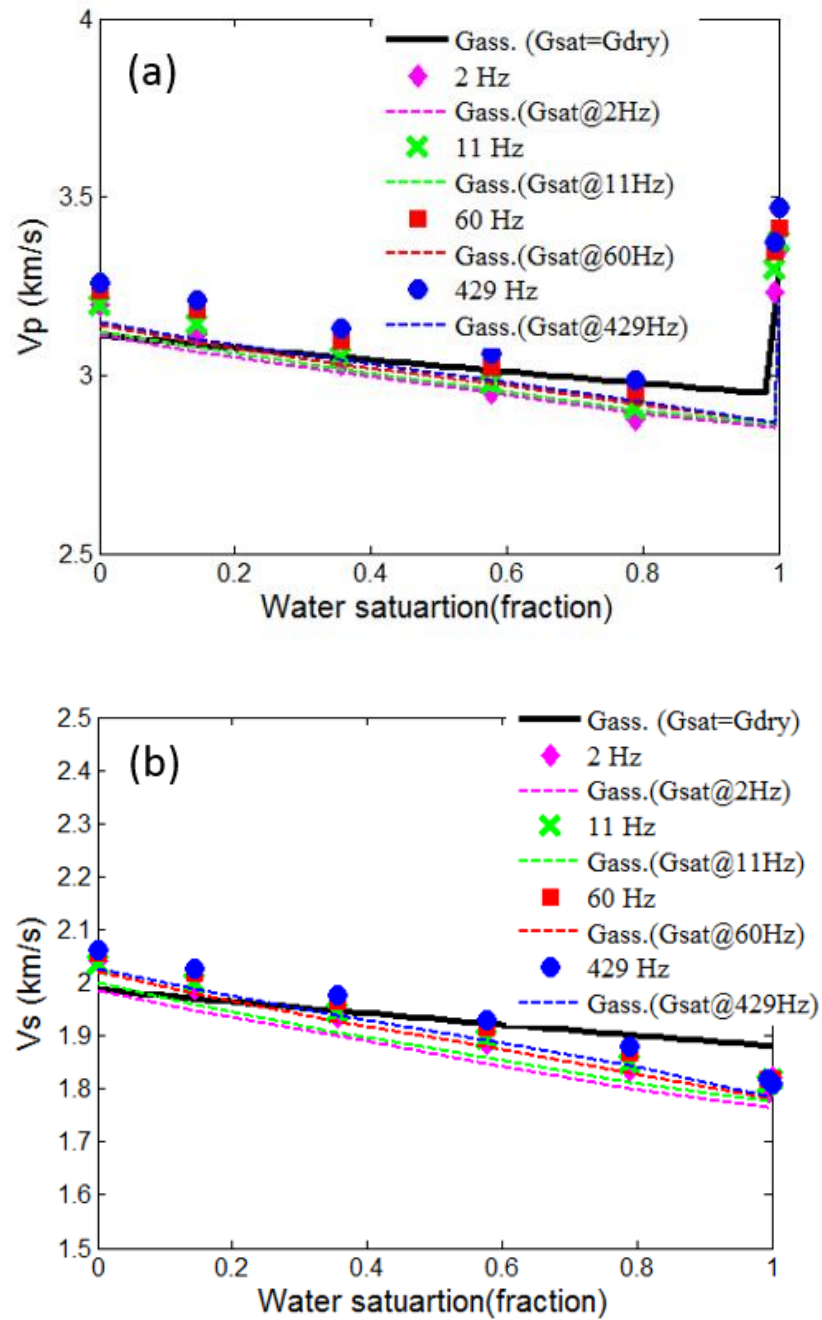 4
(a)
Gass. (Gsat=Gdry)
2 Hz
Gass.(Gsat@2Hz)
11 Hz
Gass.(Gsat@11Hz)
60 Hz
Gass.(Gsat@60Hz)
429 Hz
Gass.(Gsat@429Hz)
3.5
Vp (km/s)
3
2.5
0
0.2
0.4
0.6
0.8
1
Water satuartion(fraction)
2.5
(b)
Gass. (Gsat=Gdry)
2 Hz
Gass.(Gsat@2Hz)
11 Hz
Gass.(Gsat@11Hz)
60 Hz
Gass.(Gsat@60Hz)
429 Hz
Gass.(Gsat@429Hz)
2.4
2.3
2.2
2.1
2
Vs (km/s)
1.9
1.8
1.7
1.6
1.5
0
0.2
0.4
0.6
0.8
1
Water satuartion(fraction)